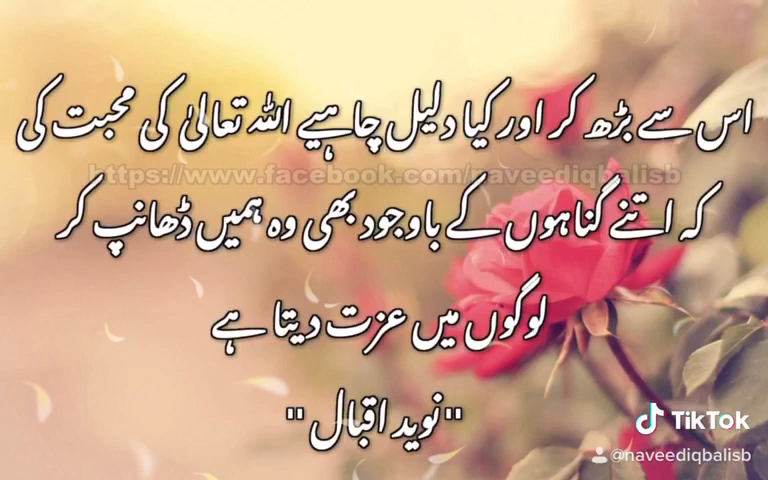 اس سے بڑھ کر اور کیا دلیل چاہیے اللہ تعالیٰ کی محبت کی
https://www.facebook.com/naveediqbalisb
کہ اتنے گناہوں کے باوجود بھی وہ ہمیں ڈھانپ کر
لوگوں میں عزت دیتا ہے
"نوید اقبال"
TikTok
@naveediqbalisb